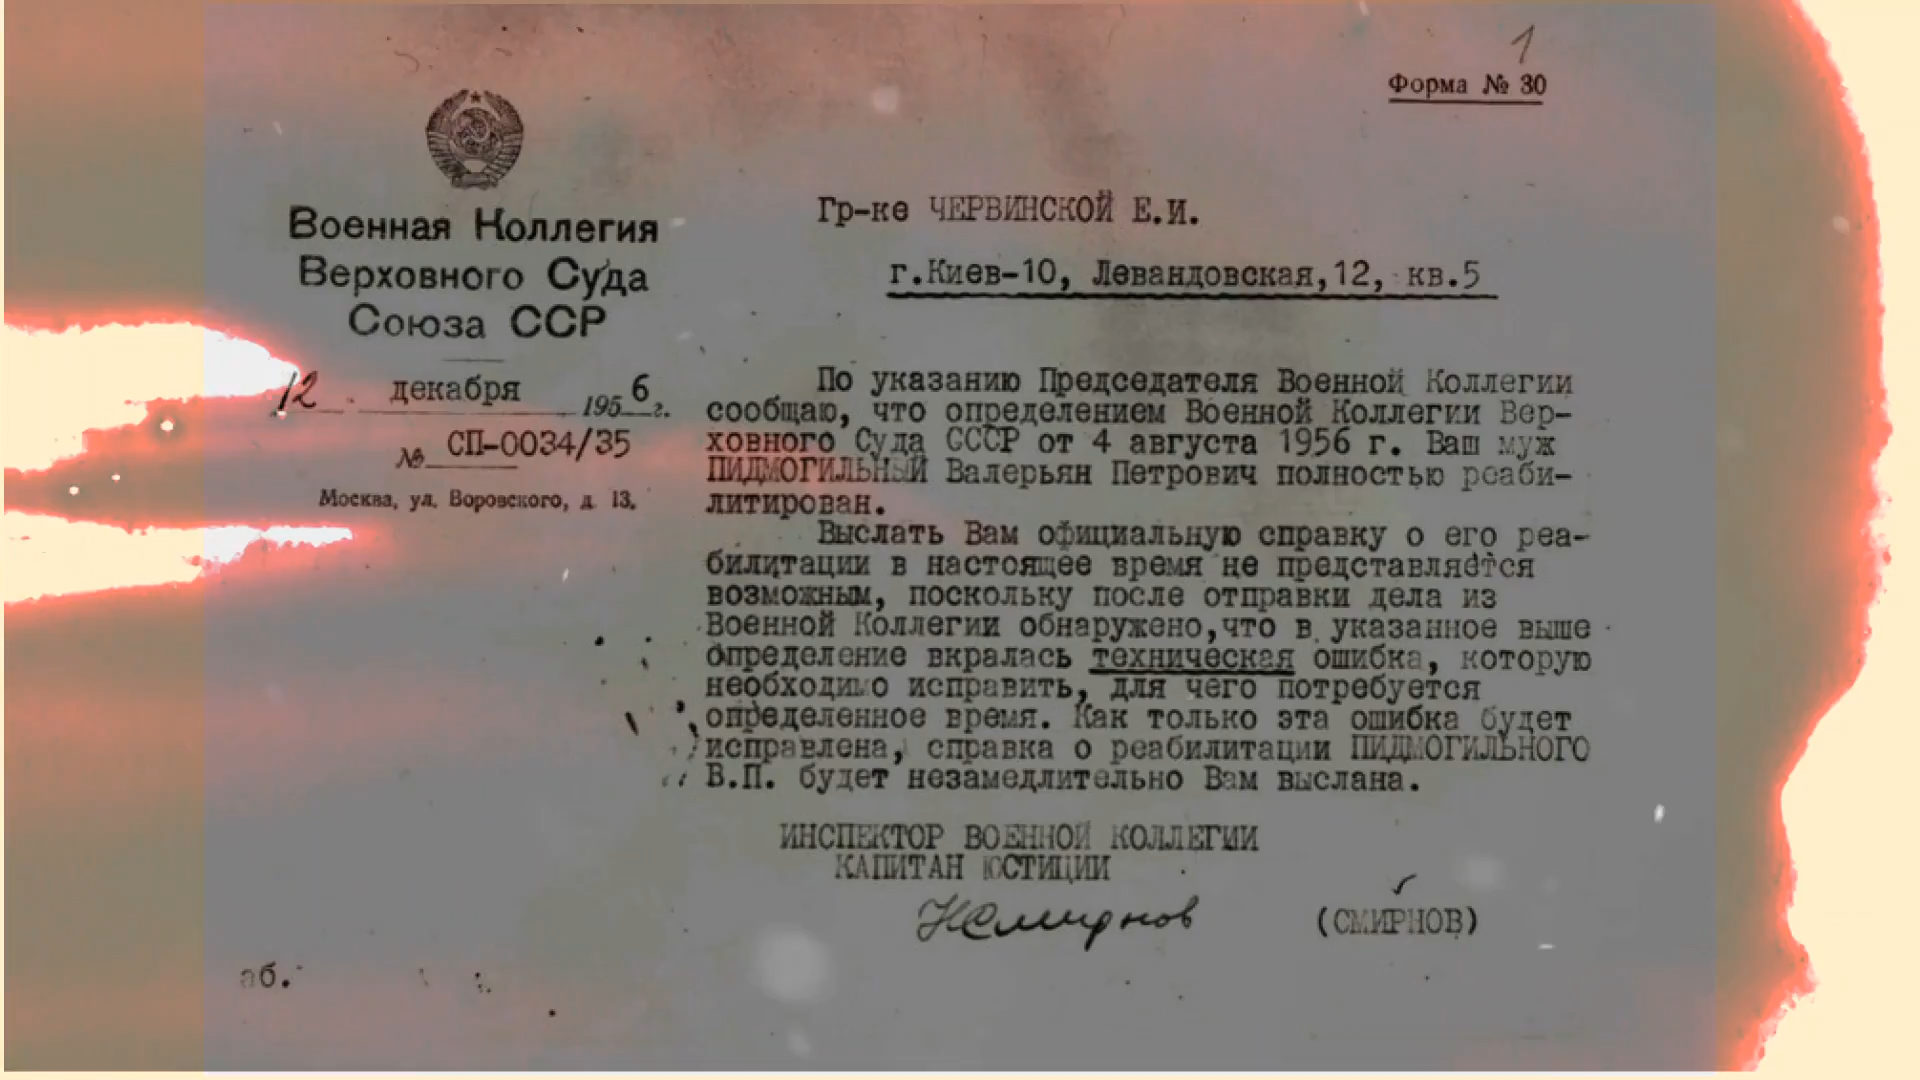 1
Форма № 30
Военная Коллегия
Верховного Суда
Союза ССР
12 декабря 1956 г.
№ СП-0034/35
Москва, ул. Воровского, д. 13.
Гр-ке ЧЕРВИНСКОЙ Е.И.
г.Киев-10, Левандовская,12, кв.5
По указанию Председателя Военной Коллегии
сообщаю, что определением Военной Коллегии Вер-
ховного Суда СССР от 4 августа 1956 г. Ваш муж
ПИДМОГИЛЬНЫЙ Валерьян Петрович полностью реаби-
литирован.
Выслать Вам официальную справку о его реа-
билитации в настоящее время не представляется
возможным, поскольку после отправки дела из
Военной Коллегии обнаружено,что в указанное выше
определение вкралась техническая ошибка, которую
необходимо исправить, для чего потребуется
определенное время. Как только эта ошибка будет
исправлена, справка о реабилитации ПИДМОГИЛЬНОГО
В.П. будет незамедлительно Вам выслана.
ИНСПЕКТОР ВОЕННОЙ КОЛЛЕГИИ
КАПИТАН ЮСТИЦИИ
Смирнов (СМИРНОВ)
аб.